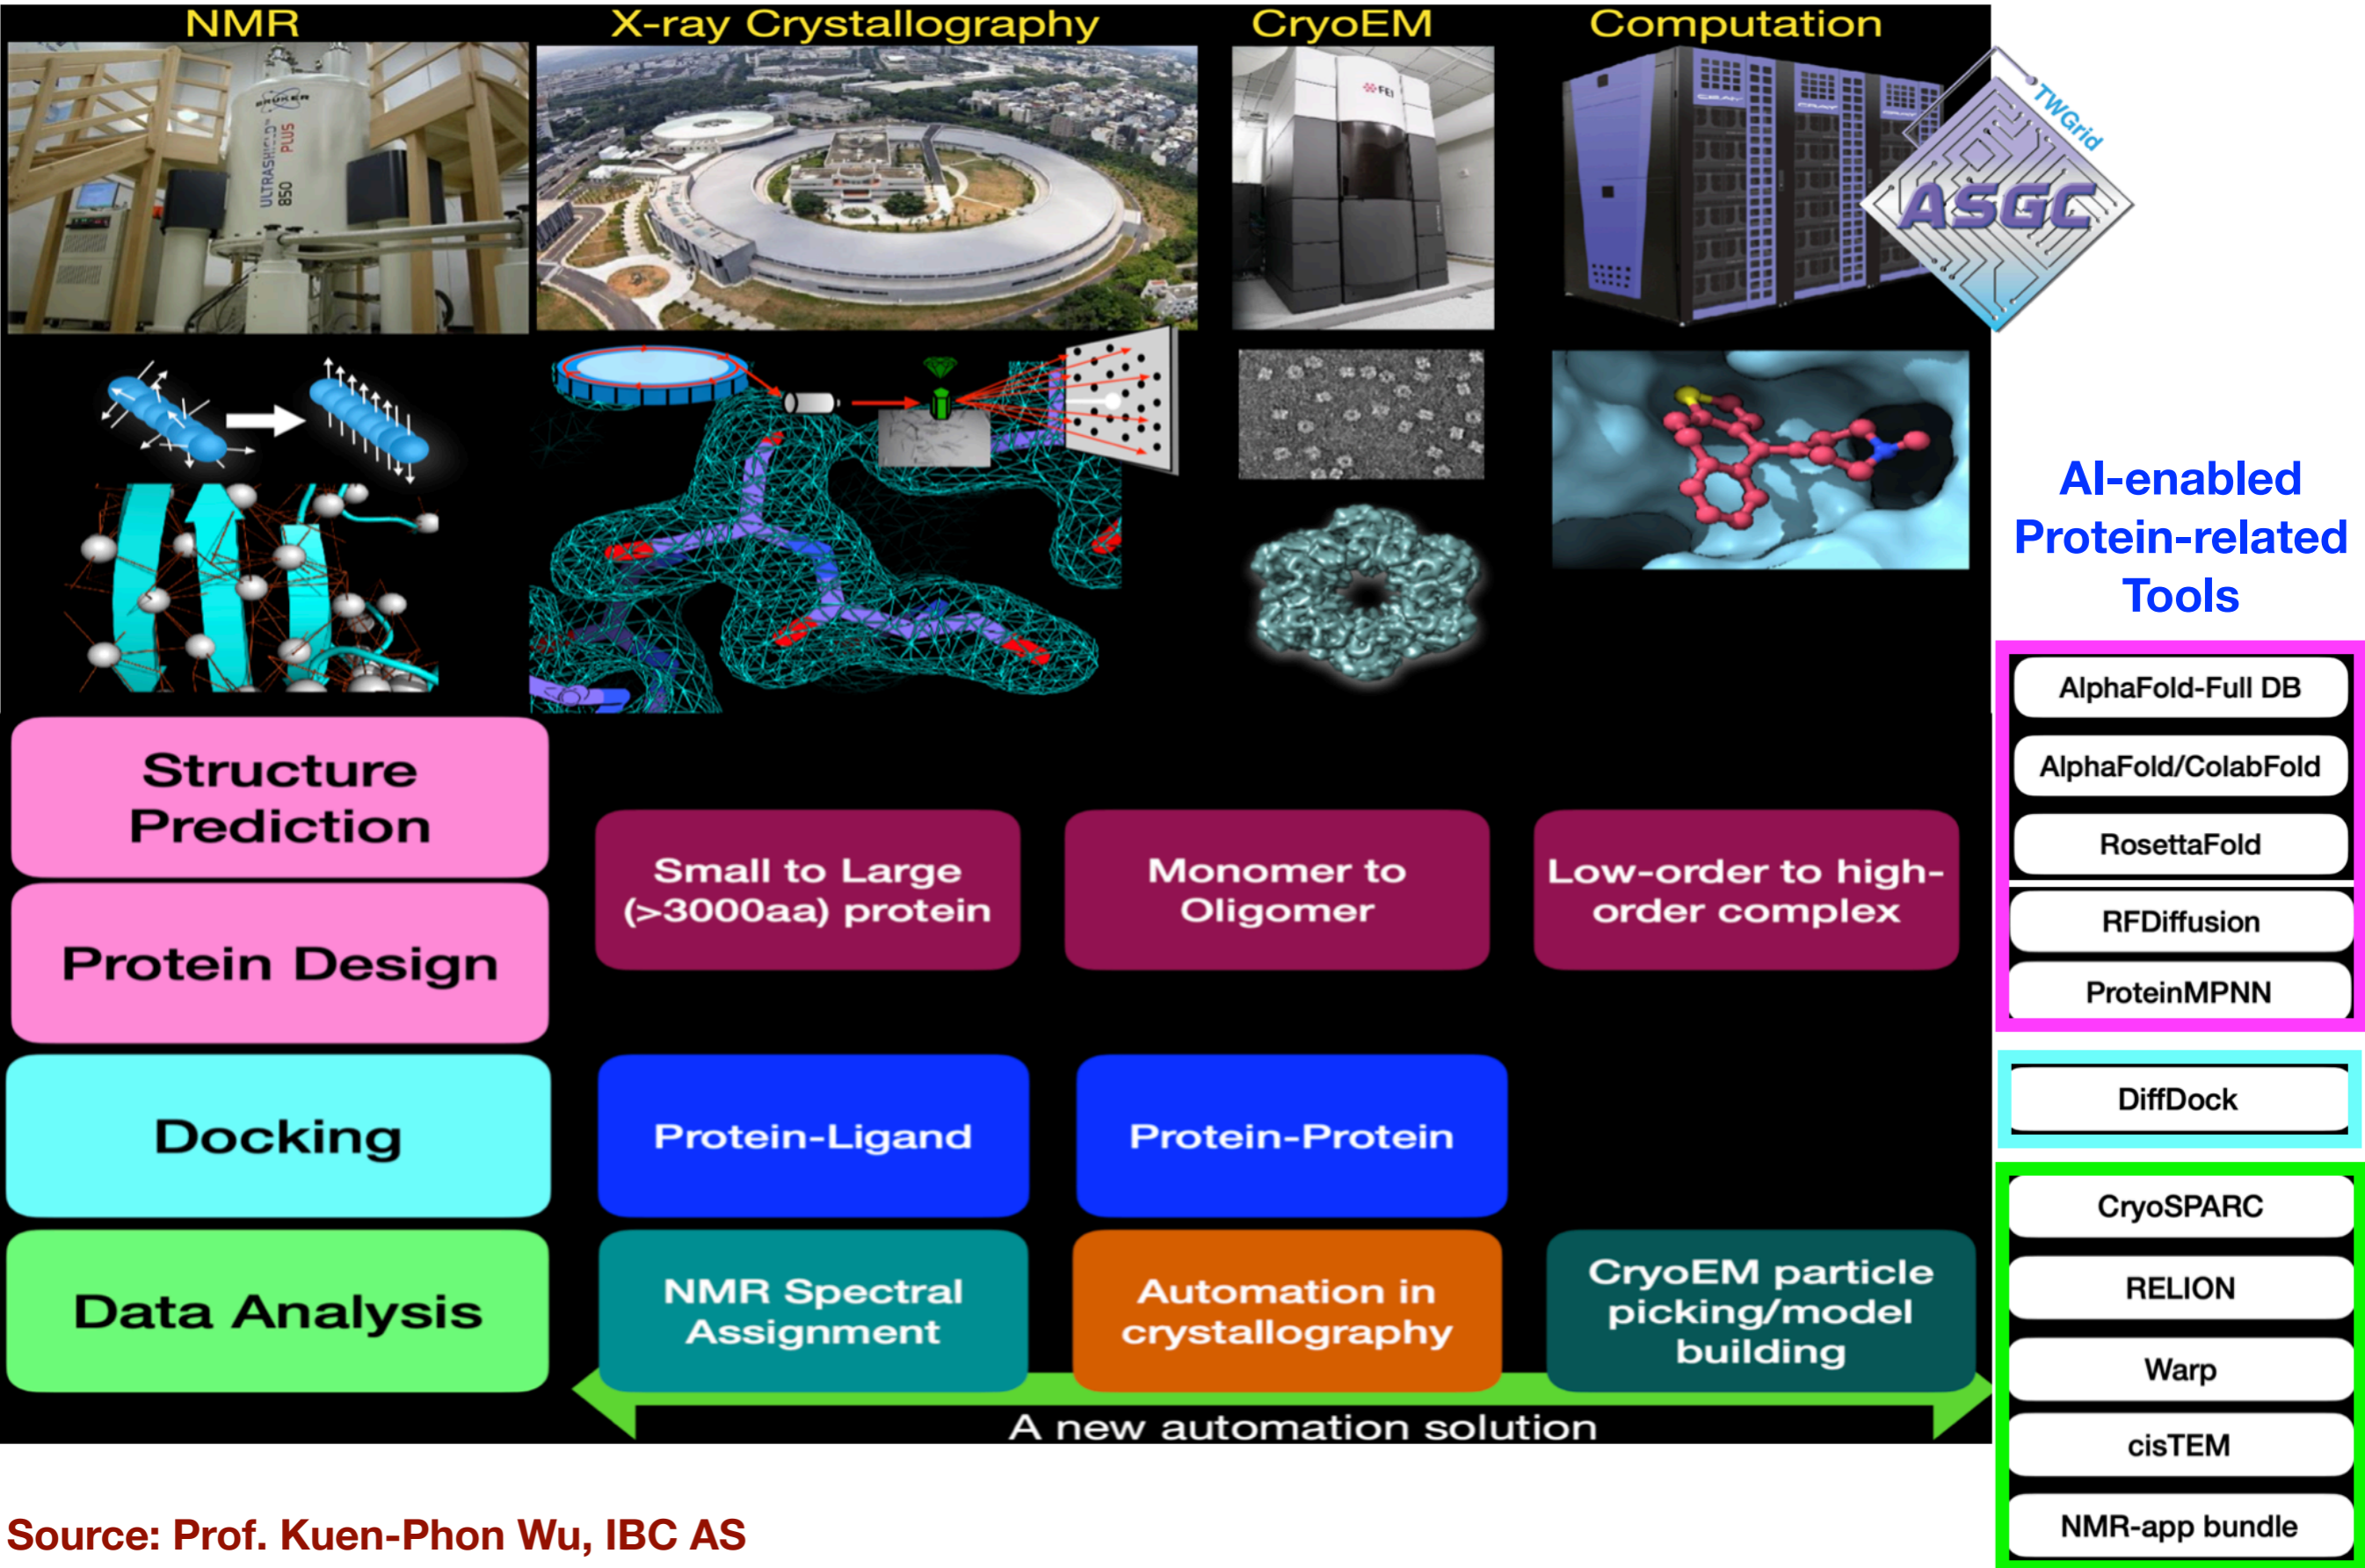 NMR
X-ray Crystallography
CryoEM
Computation
BRUKER
ULTRASHIELD™
850 PLUS
FEI
CRAY
CRAY
TWGrid
ASGC
AI-enabled
Protein-related
Tools
Structure
Prediction
Protein Design
Small to Large
(>3000aa) protein
Monomer to
Oligomer
Low-order to high-
order complex
Docking
Protein-Ligand
Protein-Protein
Data Analysis
NMR Spectral
Assignment
Automation in
crystallography
CryoEM particle
picking/model
building
A new automation solution
AlphaFold-Full DB
AlphaFold/ColabFold
RosettaFold
RFDiffusion
ProteinMPNN
DiffDock
CryoSPARC
RELION
Warp
cisTEM
NMR-app bundle
Source: Prof. Kuen-Phon Wu, IBC AS